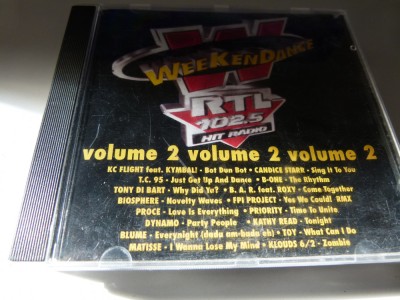 W
WEEKENDANCE
RTL
102.5
HIT RADIO
volume 2 volume 2 volume 2
KC FLIGHT feat. KYMBAL! - Bot Dun Bot - CANDICE STARR - Sing It To You
T.C. 95 - Just Get Up And Dance - B-ONE - The Rhythm
TONY DI BART - Why Did Ya? - B. A. R. feat. ROXY - Come Together
BIOSPHERE - Novelty Waves - FPI PROJECT - Yes We Could! RMX
PROCE - Love Is Everything - PRIORITY - Time To Unite
DYNAMO - Party People - KATHY READ - Tonight
BLUME - Everynight (dada am-bada eh) - TOY - What Can I Do
MATISSE - I Wanna Lose My Mind - KLOUDS 6/2 - Zombie